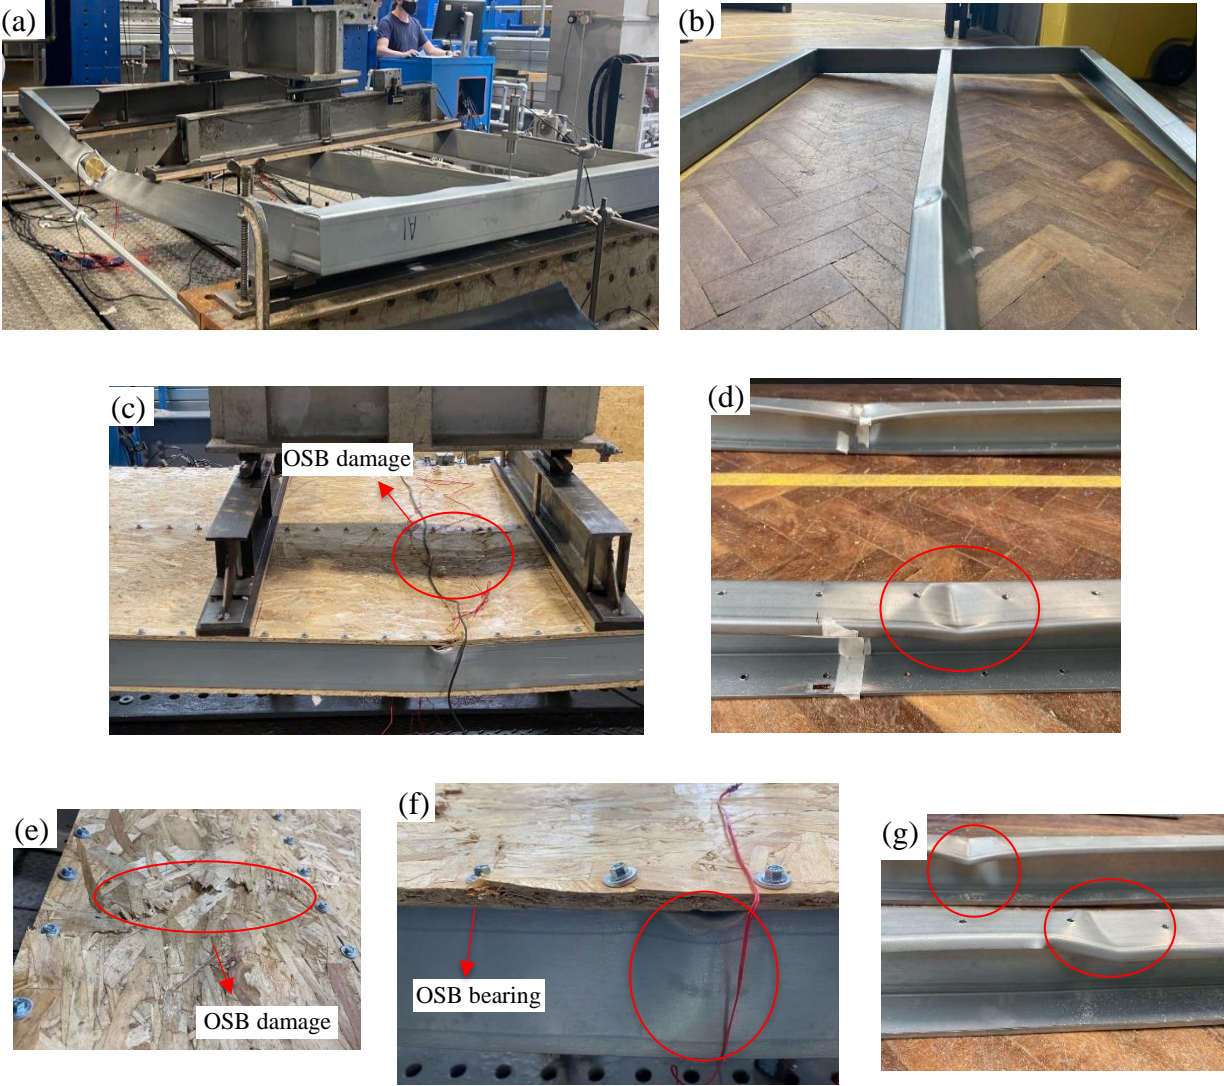 (a)
(b)
A1
(c)
OSB damage
(d)
(e)
OSB damage
(f)
OSB bearing
(g)